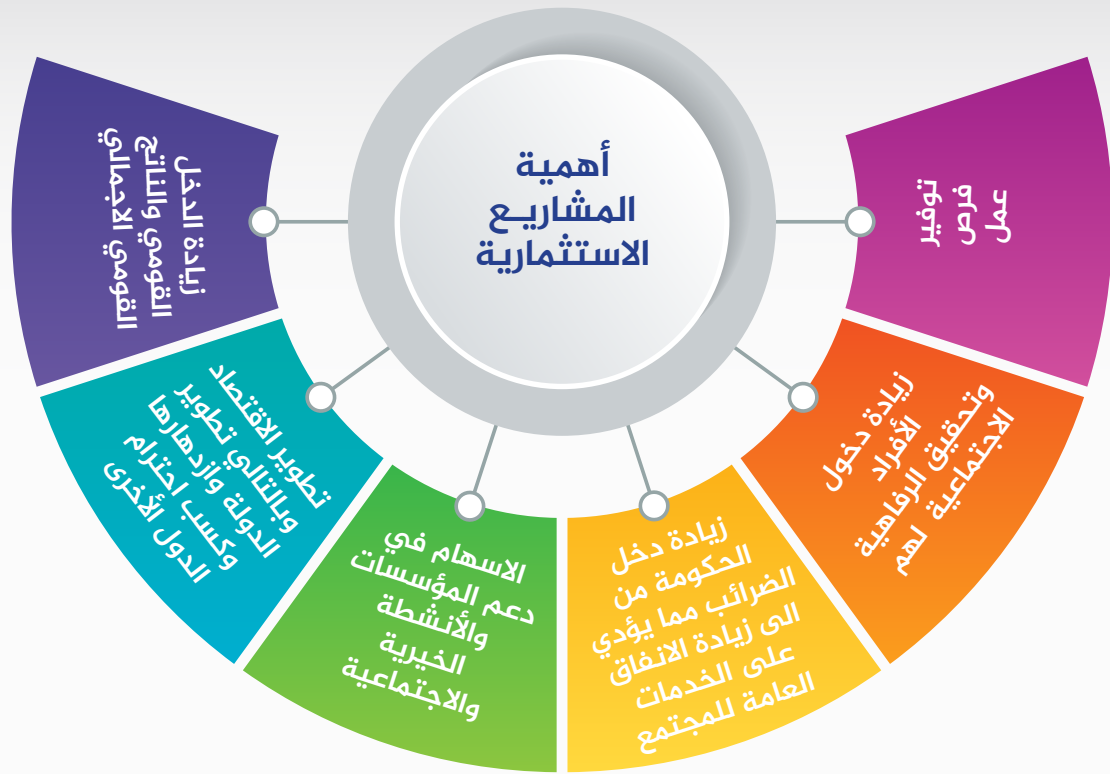 أهمية
المشاريع
الاستثمارية
توفير
فرص
عمل
زيادة دخول
الأفراد
وتحقيق الرفاهية
الاجتماعية لهم
زيادة دخل
الحكومة من
الضرائب مما يؤدي
الى زيادة الانفاق
على الخدمات
العامة للمجتمع
الاسهام في
دعم المؤسسات
والأنشطة
الخيرية
والاجتماعية
تطوير الاقتصاد
وبالتالي تطوير
الدولة وازدهارها
وكسب احترام
الدول الأخرى
زيادة الدخل
القومي والناتج
القومي الاجمالي